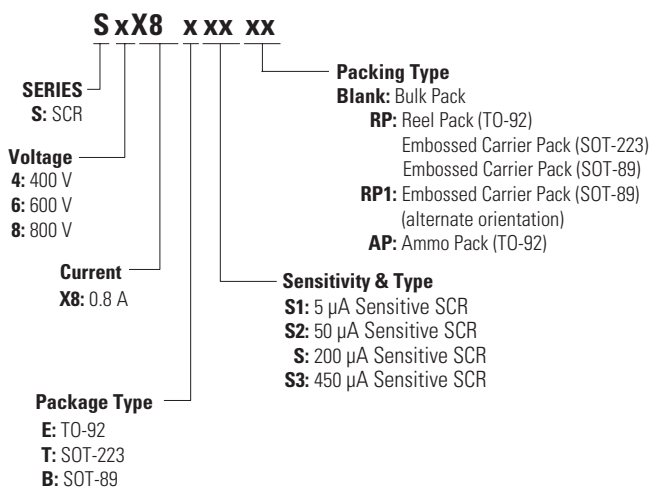 S xX8 x xx xx
SERIES
S: SCR
Voltage
4: 400 V
6: 600 V
8: 800 V
Current
X8: 0.8 A
Package Type
E: TO-92
T: SOT-223
B: SOT-89
Sensitivity & Type
S1: 5 µA Sensitive SCR
S2: 50 µA Sensitive SCR
S: 200 µA Sensitive SCR
S3: 450 µA Sensitive SCR
Packing Type
Blank: Bulk Pack
RP: Reel Pack (TO-92)
Embossed Carrier Pack (SOT-223)
Embossed Carrier Pack (SOT-89)
RP1: Embossed Carrier Pack (SOT-89)
(alternate orientation)
AP: Ammo Pack (TO-92)